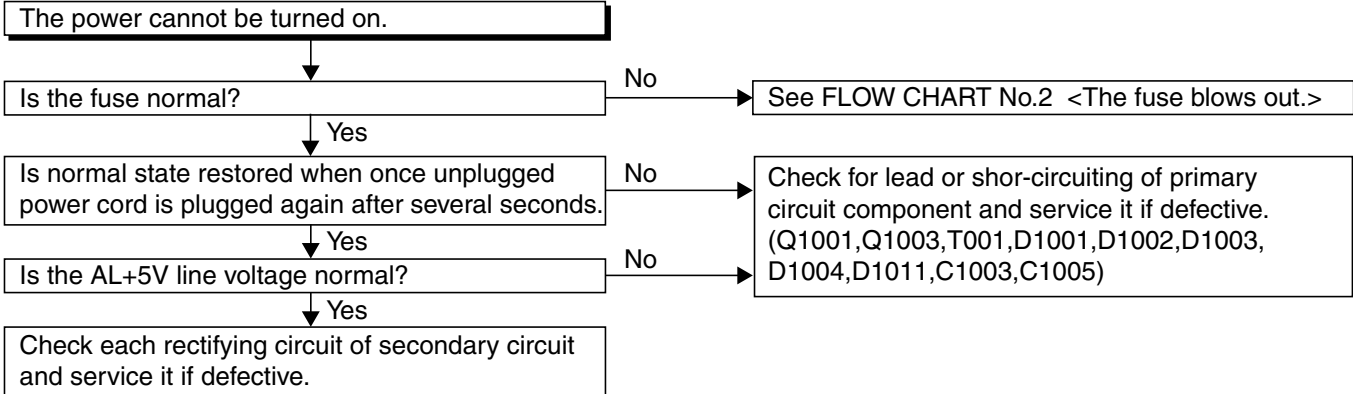 The power cannot be turned on.
Is the fuse normal?
No
See FLOW CHART No.2 <The fuse blows out.>
Yes
Is normal state restored when once unplugged
power cord is plugged again after several seconds.
No
Check for lead or shor-circuiting of primary
circuit component and service it if defective.
(Q1001,Q1003,T001,D1001,D1002,D1003,
D1004,D1011,C1003,C1005)
Yes
Is the AL+5V line voltage normal?
No
Yes
Check each rectifying circuit of secondary circuit
and service it if defective.